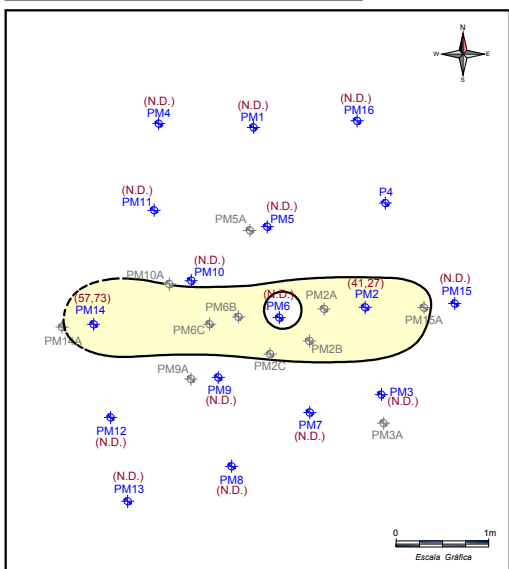 N
W E
S
(N.D.) (N.D.) (N.D.)
PM4 PM1 PM16
(N.D.)
PM11
P4
(N.D.)
PM5A PM5
(N.D.)
PM10A PM10
(57,73) (N.D.) (41,27) (N.D.)
PM14 PM6B PM6 PM2A PM2 PM15
PM14A PM6C PM15A
PM2B
PM2C
PM9A PM9
(N.D.)
PM3
(N.D.)
PM12
(N.D.)
PM7
(N.D.)
PM3A
(N.D.)
PM13
PM8
(N.D.)
0 1m
Escala Gráfica